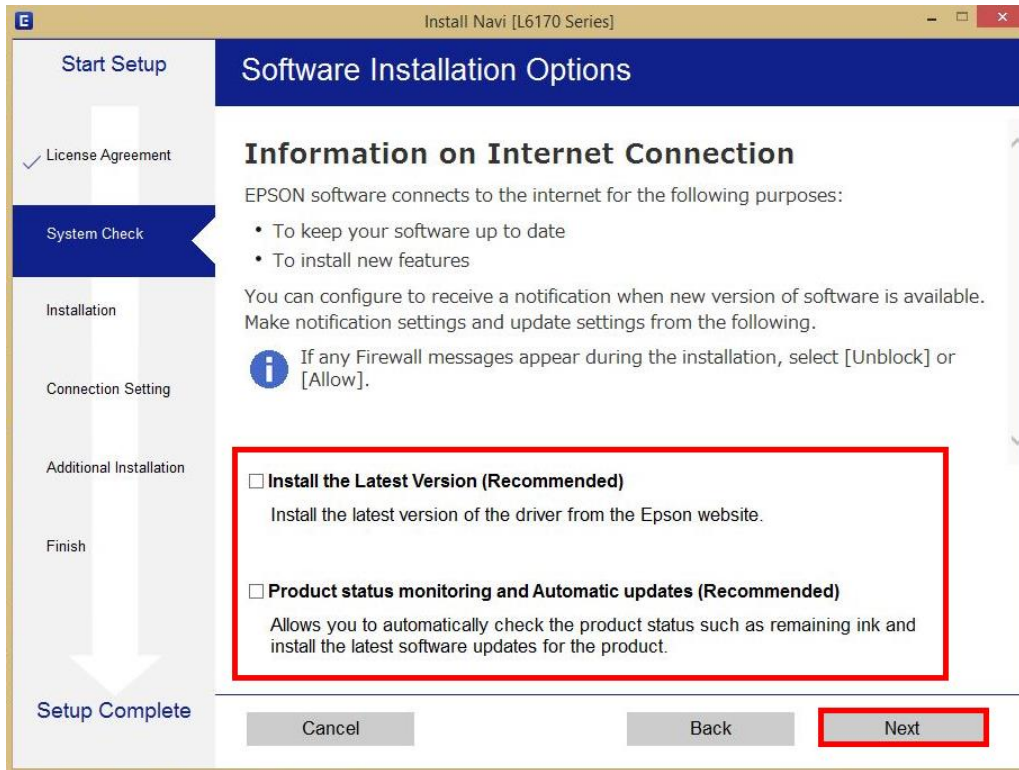 E
Install Navi [L6170 Series]
Start Setup
Software Installation Options
License Agreement
System Check
Installation
Connection Setting
Additional Installation
Finish
Setup Complete
Information on Internet Connection
EPSON software connects to the internet for the following purposes:
• To keep your software up to date
• To install new features
You can configure to receive a notification when new version of software is available.
Make notification settings and update settings from the following.
i
If any Firewall messages appear during the installation, select [Unblock] or
[Allow].
Install the Latest Version (Recommended)
Install the latest version of the driver from the Epson website.
Product status monitoring and Automatic updates (Recommended)
Allows you to automatically check the product status such as remaining ink and
install the latest software updates for the product.
Cancel
Back
Next